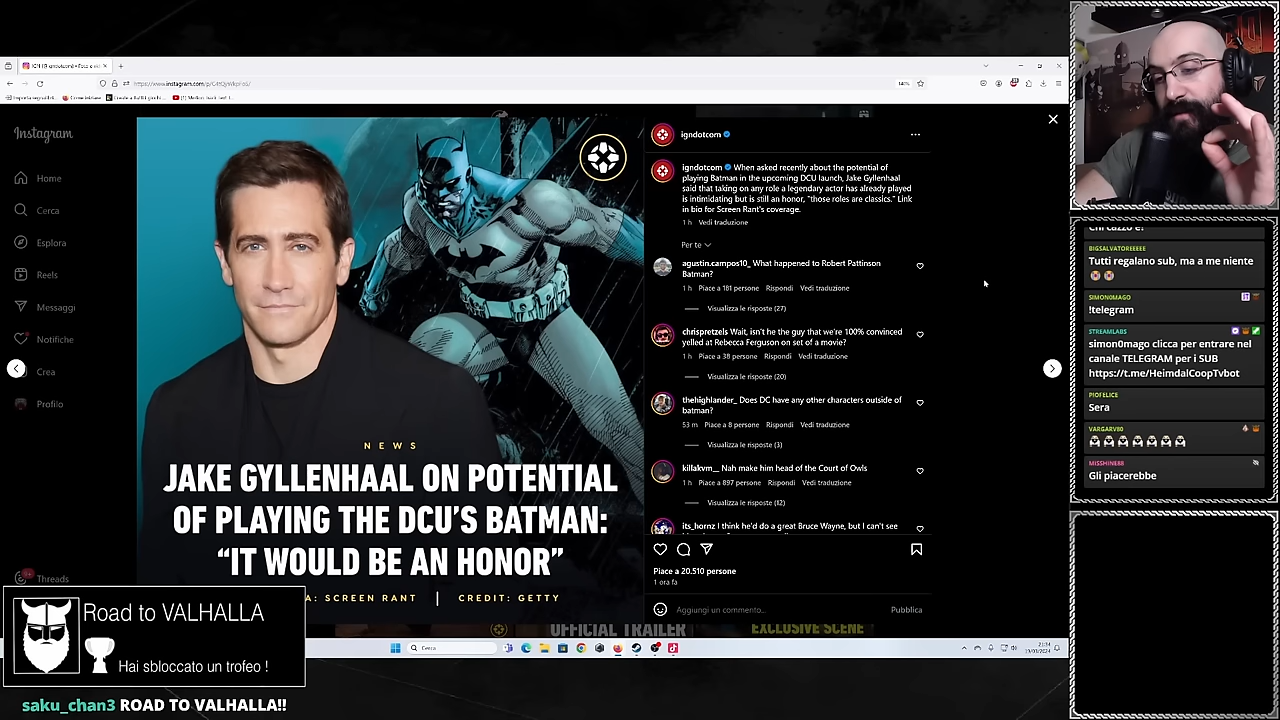 Instagram
Home
Cerca
Esplora
Reels
Messaggi
Notifiche
Crea
Profilo
Threads
NEWS
JAKE GYLLENHAAL ON POTENTIAL
OF PLAYING THE DCU'S BATMAN:
“IT WOULD BE AN HONOR”
A: SCREEN RANT | CREDIT: GETTY
igndotcom
igndotcom When asked recently about the potential of
playing Batman in the upcoming DCU launch, Jake Gyllenhaal
said that taking on any role a legendary actor has already played
is intimidating but is still an honor, "those roles are classics." Link
in bio for Screen Rant's coverage.
1 h Vedi traduzione
Per te
agustin.campos10_ What happened to Robert Pattinson
Batman?
1 h Piace a 181 persone Rispondi Vedi traduzione
Visualizza le risposte (27)
chrispretzels Wait, isn't he the guy that we're 100% convinced
yelled at Rebecca Ferguson on set of a movie?
1 h Piace a 38 persone Rispondi Vedi traduzione
Visualizza le risposte (20)
thehighlander_ Does DC have any other characters outside of
batman?
53 m Piace a 8 persone Rispondi Vedi traduzione
Visualizza le risposte (3)
killakvm__ Nah make him head of the Court of Owls
1 h Piace a 897 persone Rispondi Vedi traduzione
Visualizza le risposte (12)
its_hornz I think he'd do a great Bruce Wayne, but I can't see
Piace a 20.510 persone
1 ora fa
Aggiungi un commento...
Pubblica
OFFICIAL TRAILER
EXCLUSIVE SCENE
Cerca
Road to VALHALLA
Hai sbloccato un trofeo !
saku_chan3 ROAD TO VALHALLA!!
BIGSALVATOREEEEE
Tutti regalano sub, ma a me niente
SIMON0MAGO
!telegram
STREAMLABS
simon0mago clicca per entrare nel
canale TELEGRAM per i SUB
https://t.me/HeimdalCoopTvbot
PIOFELICE
Sera
VARGARV80
MISSHINE88
Gli piacerebbe